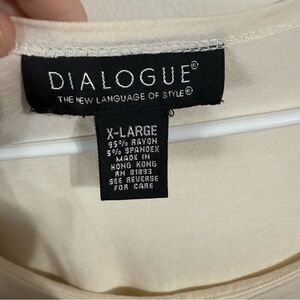 DIALOGUE®
THE NEW LANGUAGE OF STYLE®
X-LARGE
95% RAYON
5% SPANDEX
MADE IN
HONG KONG
RN 81893
SEE REVERSE
FOR CARE